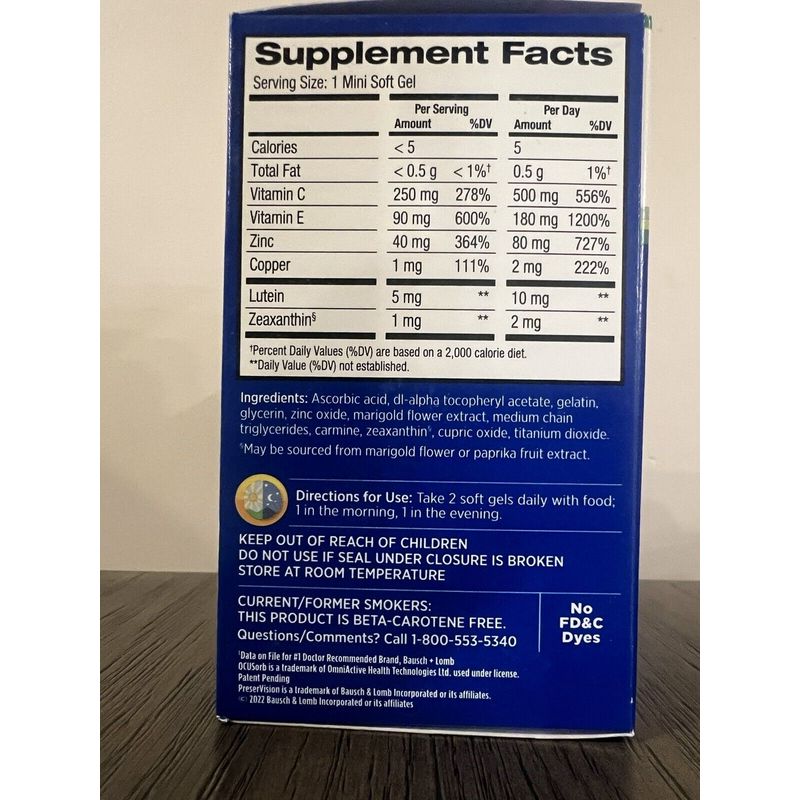 Supplement Facts
Serving Size: 1 Mini Soft Gel
Per Serving Per Day
Amount %DV Amount %DV
Calories < 5 5
Total Fat < 0.5 g < 1%† 0.5 g 1%†
Vitamin C 250 mg 278% 500 mg 556%
Vitamin E 90 mg 600% 180 mg 1200%
Zinc 40 mg 364% 80 mg 727%
Copper 1 mg 111% 2 mg 222%
Lutein 5 mg ** 10 mg **
Zeaxanthin§ 1 mg ** 2 mg **
†Percent Daily Values (%DV) are based on a 2,000 calorie diet.
**Daily Value (%DV) not established.
Ingredients: Ascorbic acid, dl-alpha tocopheryl acetate, gelatin,
glycerin, zinc oxide, marigold flower extract, medium chain
triglycerides, carmine, zeaxanthin§, cupric oxide, titanium dioxide.
§May be sourced from marigold flower or paprika fruit extract.
Directions for Use: Take 2 soft gels daily with food;
1 in the morning, 1 in the evening.
KEEP OUT OF REACH OF CHILDREN
DO NOT USE IF SEAL UNDER CLOSURE IS BROKEN
STORE AT ROOM TEMPERATURE
CURRENT/FORMER SMOKERS:
THIS PRODUCT IS BETA-CAROTENE FREE.
Questions/Comments? Call 1-800-553-5340
No
FD&C
Dyes
Data on File for #1 Doctor Recommended Brand, Bausch + Lomb
OCUSorb is a trademark of OmniActive Health Technologies Ltd. used under license.
Patent Pending
PreserVision is a trademark of Bausch & Lomb Incorporated or its affiliates.
© 2022 Bausch & Lomb Incorporated or its affiliates